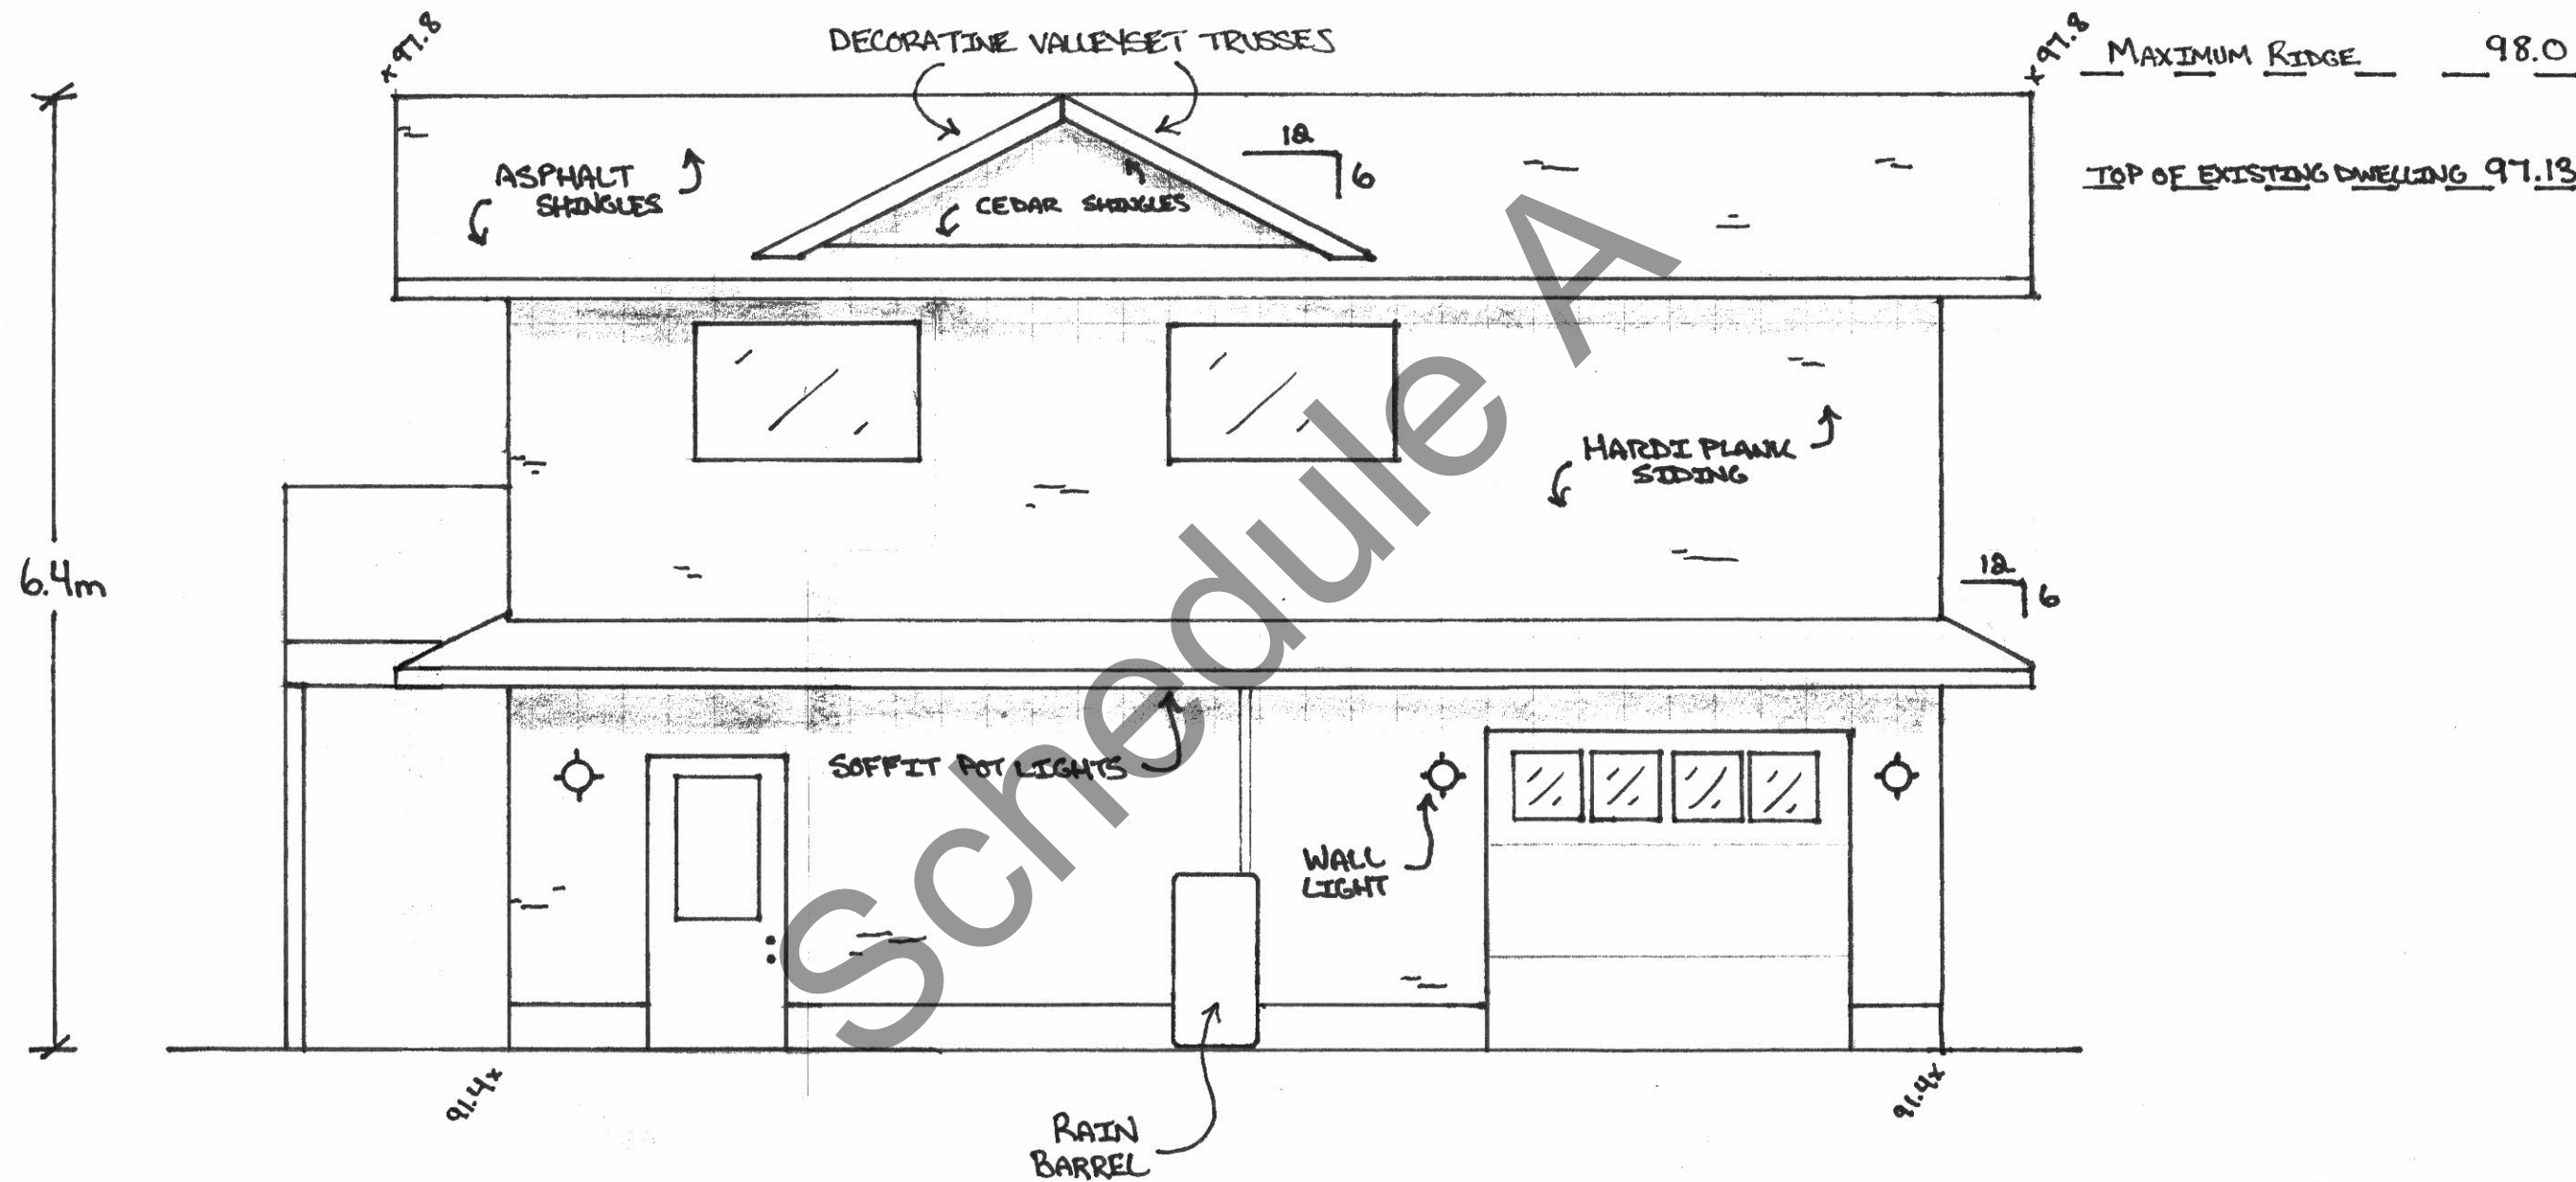 ×97.8
DECORATINE VALLEYSET TRUSSES
×97.8
MAXIMUM RIDGE 98.0
12
6
ASPHALT
SHINGLES
CEDAR SHINGLES
TOP OF EXISTING DWELLING 97.13
HARDI PLANK
SIDING
6.4m
12
6
SOFFIT POT LIGHTS
WALL
LIGHT
91.4×
91.4×
RAIN
BARREL
Schedule A